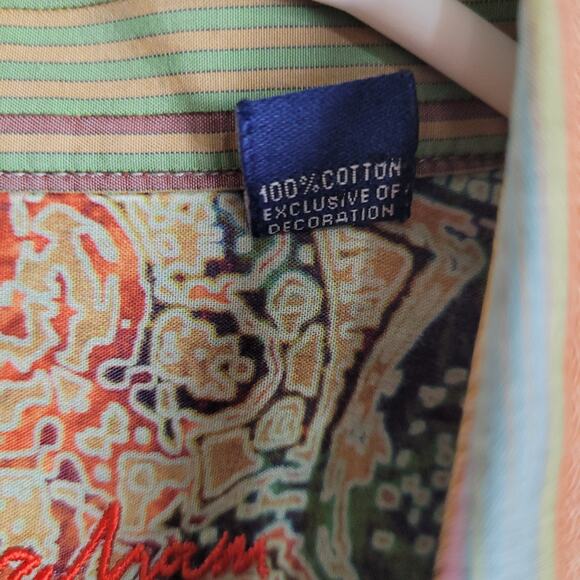 100% COTTON
EXCLUSIVE OF
DECORATION